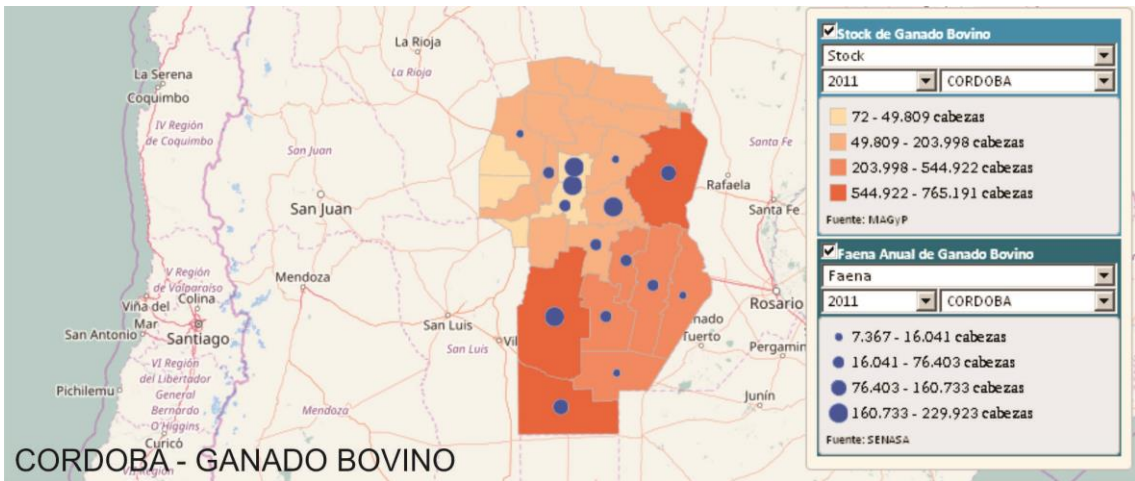 La Rioja
La Rioja
La Serena
Coquimbo
IV Región
de Coquimbo
San Juan
San Juan
Santa Fe
Rafaela
Santa Fe
V Región
de Valparaíso
Viña del
Mar
Colina
San Antonio
Santiago
Mendoza
San Luis
San Luis
Vil
Rosario
nado
Tuerto
Pergamin
Junín
Pichilemu
VI Región
del Libertador
General
Bernardo
O'Higgins
Curicó
VII Región
Mendoza
CORDOBA - GANADO BOVINO
Stock de Ganado Bovino
Stock
2011 CORDOBA
72 - 49.809 cabezas
49.809 - 203.998 cabezas
203.998 - 544.922 cabezas
544.922 - 765.191 cabezas
Fuente: MAGyP
Faena Anual de Ganado Bovino
Faena
2011 CORDOBA
7.367 - 16.041 cabezas
16.041 - 76.403 cabezas
76.403 - 160.733 cabezas
160.733 - 229.923 cabezas
Fuente: SENASA